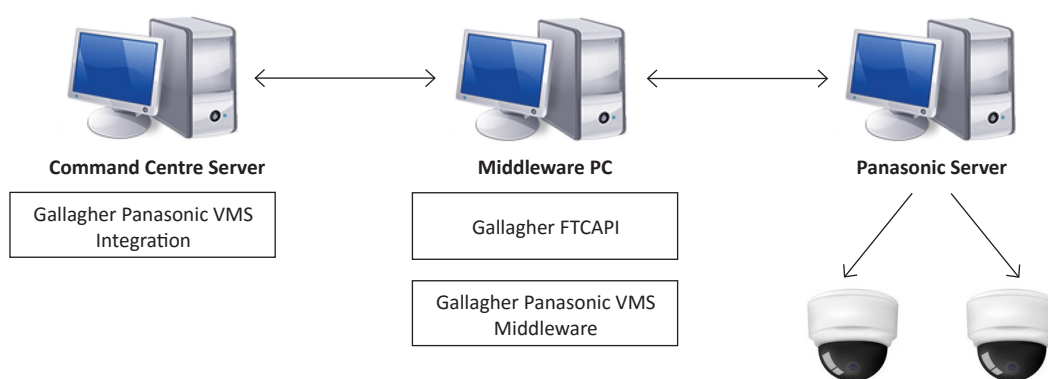 Command Centre Server
Middleware PC
Panasonic Server
Gallagher Panasonic VMS
Integration
Gallagher FTCAPI
Gallagher Panasonic VMS
Middleware